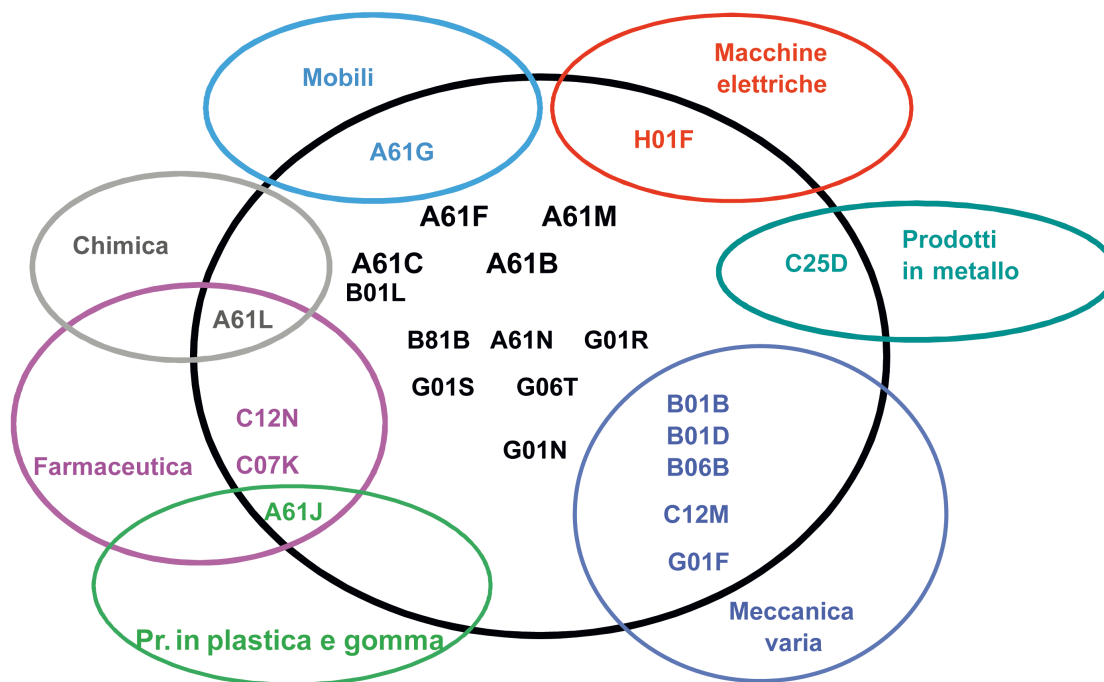 Mobili
Macchine
elettriche
A61G
H01F
A61F
A61M
Chimica
A61C
A61B
C25D
Prodotti
in metallo
B01L
A61L
B81B
A61N
G01R
G01S
G06T
B01B
B01D
B06B
C12N
G01N
Farmaceutica
C07K
A61J
C12M
G01F
Meccanica
varia
Pr. in plastica e gomma